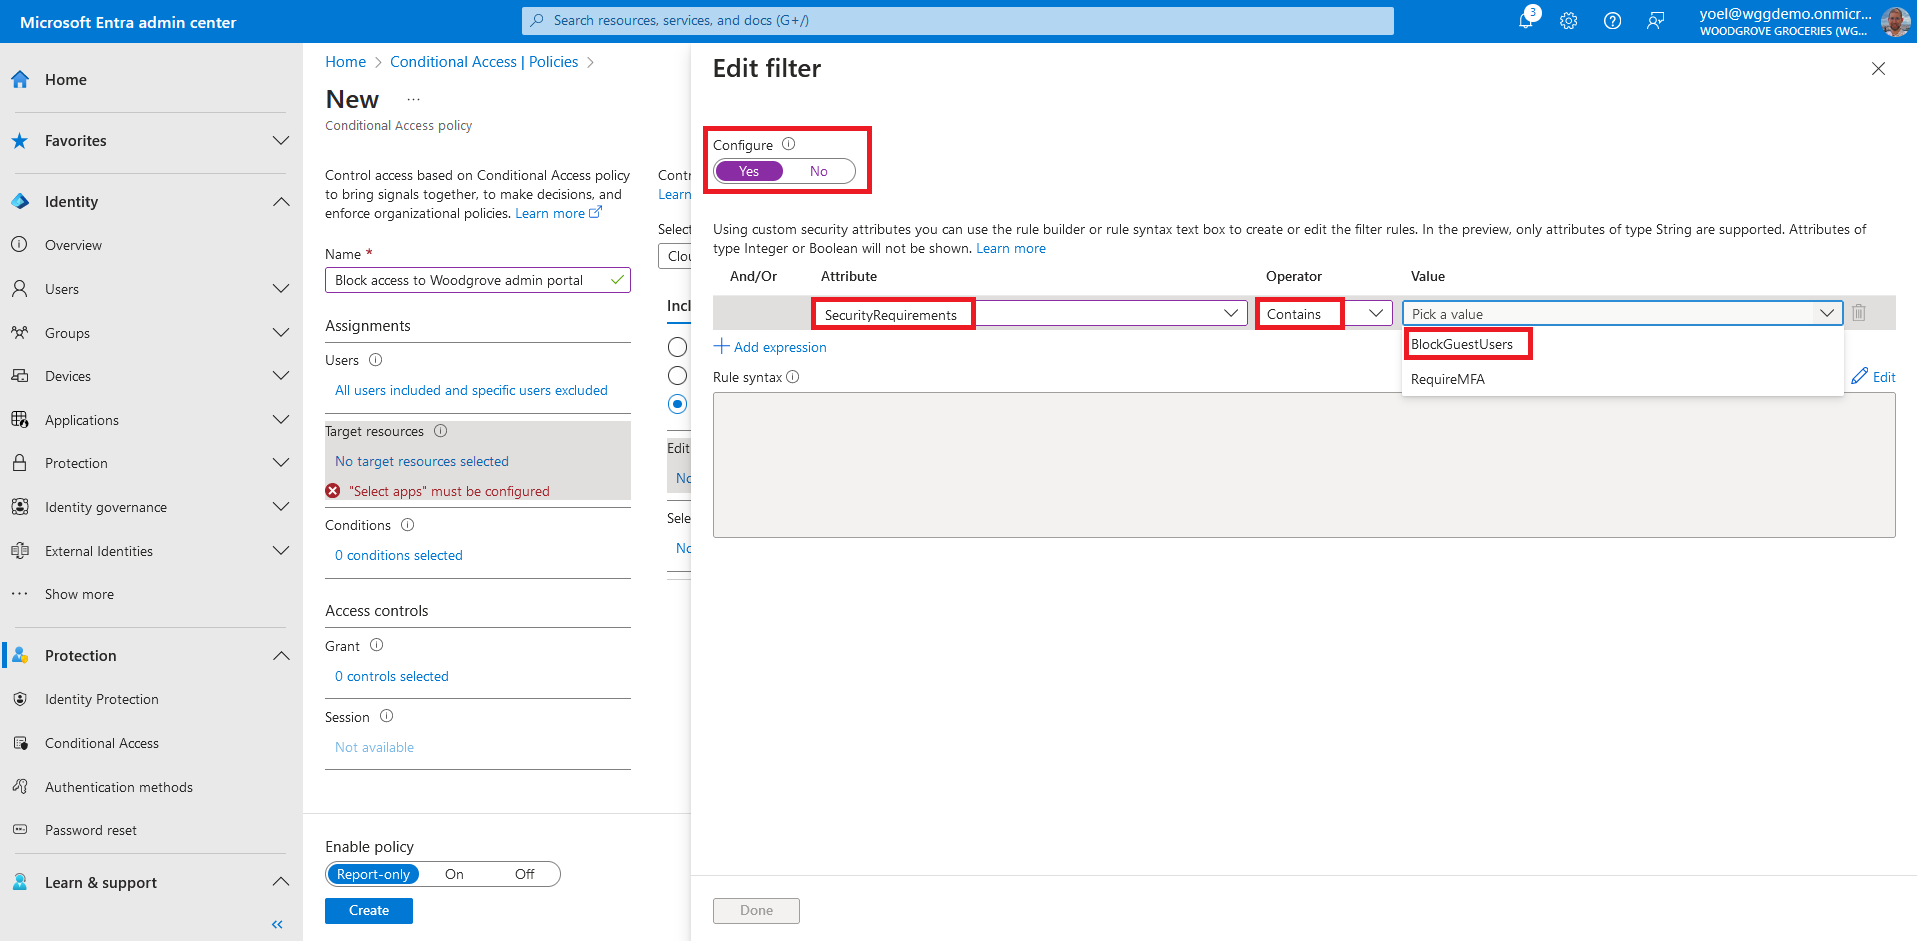 Microsoft Entra admin center
Search resources, services, and docs (G+/)
3
yoel@wggdemo.onmicr...
WOODGROVE GROCERIES (WG...
Home
Favorites
Identity
Overview
Users
Groups
Devices
Applications
Protection
Identity governance
External Identities
Show more
Protection
Identity Protection
Conditional Access
Authentication methods
Password reset
Learn & support
Home > Conditional Access | Policies >
New ...
Conditional Access policy
Control access based on Conditional Access policy
to bring signals together, to make decisions, and
enforce organizational policies. Learn more
Name *
Block access to Woodgrove admin portal
Assignments
Users
All users included and specific users excluded
Target resources
No target resources selected
"Select apps" must be configured
Conditions
0 conditions selected
Access controls
Grant
0 controls selected
Session
Not available
Enable policy
Report-only On Off
Create
Contr
Learn
Select
Clou
Incl
Edit
No
Sele
No
Edit filter
Configure
Yes No
Using custom security attributes you can use the rule builder or rule syntax text box to create or edit the filter rules. In the preview, only attributes of type String are supported. Attributes of
type Integer or Boolean will not be shown. Learn more
And/Or Attribute Operator Value
SecurityRequirements Contains Pick a value
BlockGuestUsers
RequireMFA
Add expression
Rule syntax
Edit
Done